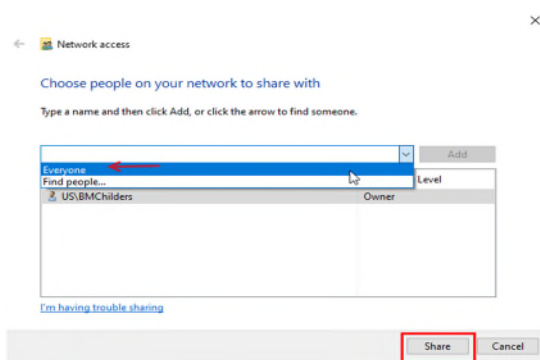 Network access
Choose people on your network to share with
Type a name and then click Add, or click the arrow to find someone.
Add
Everyone
Find people...
Level
US\BMChilders Owner
I'm having trouble sharing
Share Cancel